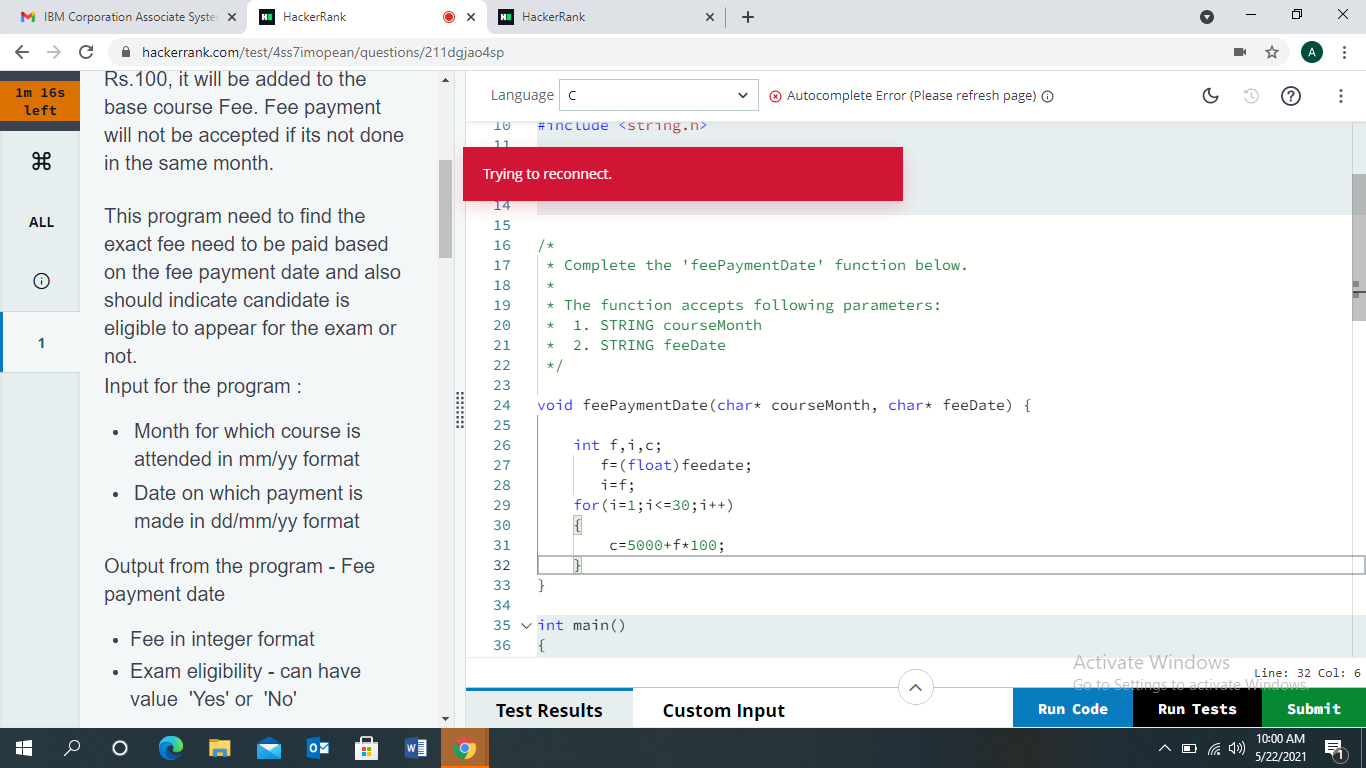 IBM Corporation Associate System
HackerRank
HackerRank
hackerrank.com/test/4ss7imopean/questions/211dgjao4sp
A
1m 16s
left
ALL
1
Rs.100, it will be added to the
base course Fee. Fee payment
will not be accepted if its not done
in the same month.
This program need to find the
exact fee need to be paid based
on the fee payment date and also
should indicate candidate is
eligible to appear for the exam or
not.
Input for the program :
• Month for which course is
attended in mm/yy format
• Date on which payment is
made in dd/mm/yy format
Output from the program - Fee
payment date
• Fee in integer format
• Exam eligibility - can have
value 'Yes' or 'No'
Language C
Autocomplete Error (Please refresh page)
10 #include <string.h>
11
Trying to reconnect.
14
15
16 /*
17 * Complete the 'feePaymentDate' function below.
18 *
19 * The function accepts following parameters:
20 * 1. STRING courseMonth
21 * 2. STRING feeDate
22 */
23
24 void feePaymentDate(char* courseMonth, char* feeDate) {
25
26 int f,i,c;
27 f=(float)feedate;
28 i=f;
29 for(i=1;i<=30;i++)
30 {
31 c=5000+f*100;
32 }
33 }
34
35 int main()
36 {
Activate Windows
Go to Settings to activate Windows.
Line: 32 Col: 6
Test Results
Custom Input
Run Code
Run Tests
Submit
10:00 AM
5/22/2021
1